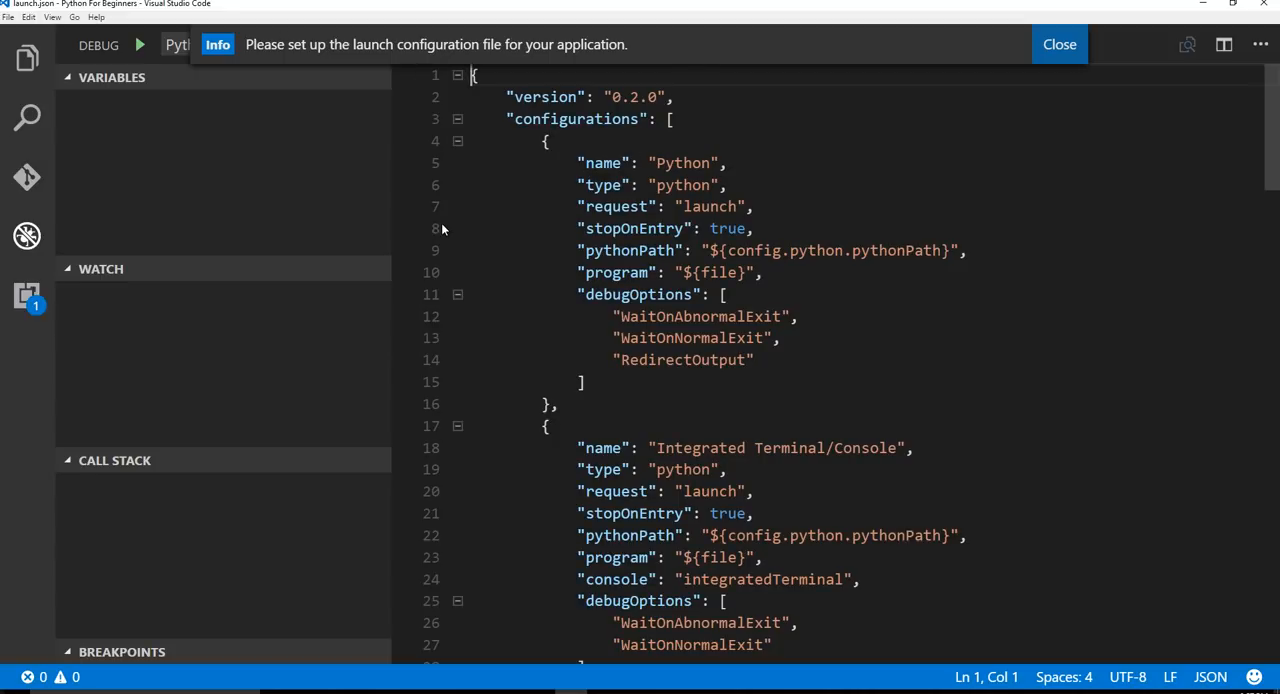 launch.json - Python For Beginners - Visual Studio Code
File Edit View Go Help
DEBUG Pyth
Info Please set up the launch configuration file for your application. Close
VARIABLES
WATCH
1
CALL STACK
BREAKPOINTS
1 {
2 "version": "0.2.0",
3 "configurations": [
4 {
5 "name": "Python",
6 "type": "python",
7 "request": "launch",
8 "stopOnEntry": true,
9 "pythonPath": "${config.python.pythonPath}",
10 "program": "${file}",
11 "debugOptions": [
12 "WaitOnAbnormalExit",
13 "WaitOnNormalExit",
14 "RedirectOutput"
15 ]
16 },
17 {
18 "name": "Integrated Terminal/Console",
19 "type": "python",
20 "request": "launch",
21 "stopOnEntry": true,
22 "pythonPath": "${config.python.pythonPath}",
23 "program": "${file}",
24 "console": "integratedTerminal",
25 "debugOptions": [
26 "WaitOnAbnormalExit",
27 "WaitOnNormalExit"
0 0 Ln 1, Col 1 Spaces: 4 UTF-8 LF JSON